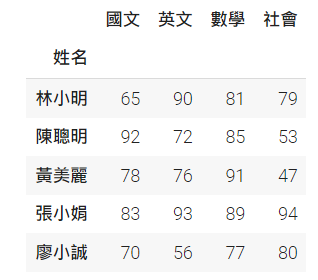 國文 英文 數學 社會
姓名
林小明 65 90 81 79
陳聰明 92 72 85 53
黃美麗 78 76 91 47
張小娟 83 93 89 94
廖小誠 70 56 77 80